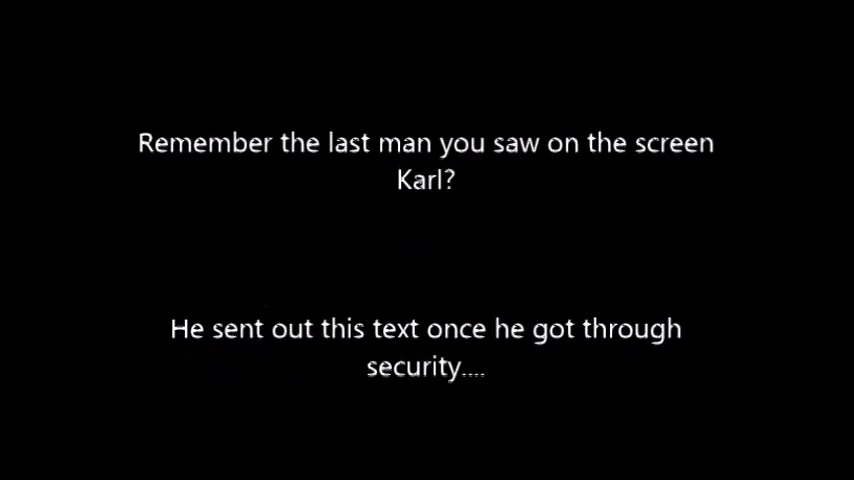 Remember the last man you saw on the screen
Karl?
He sent out this text once he got through
security....